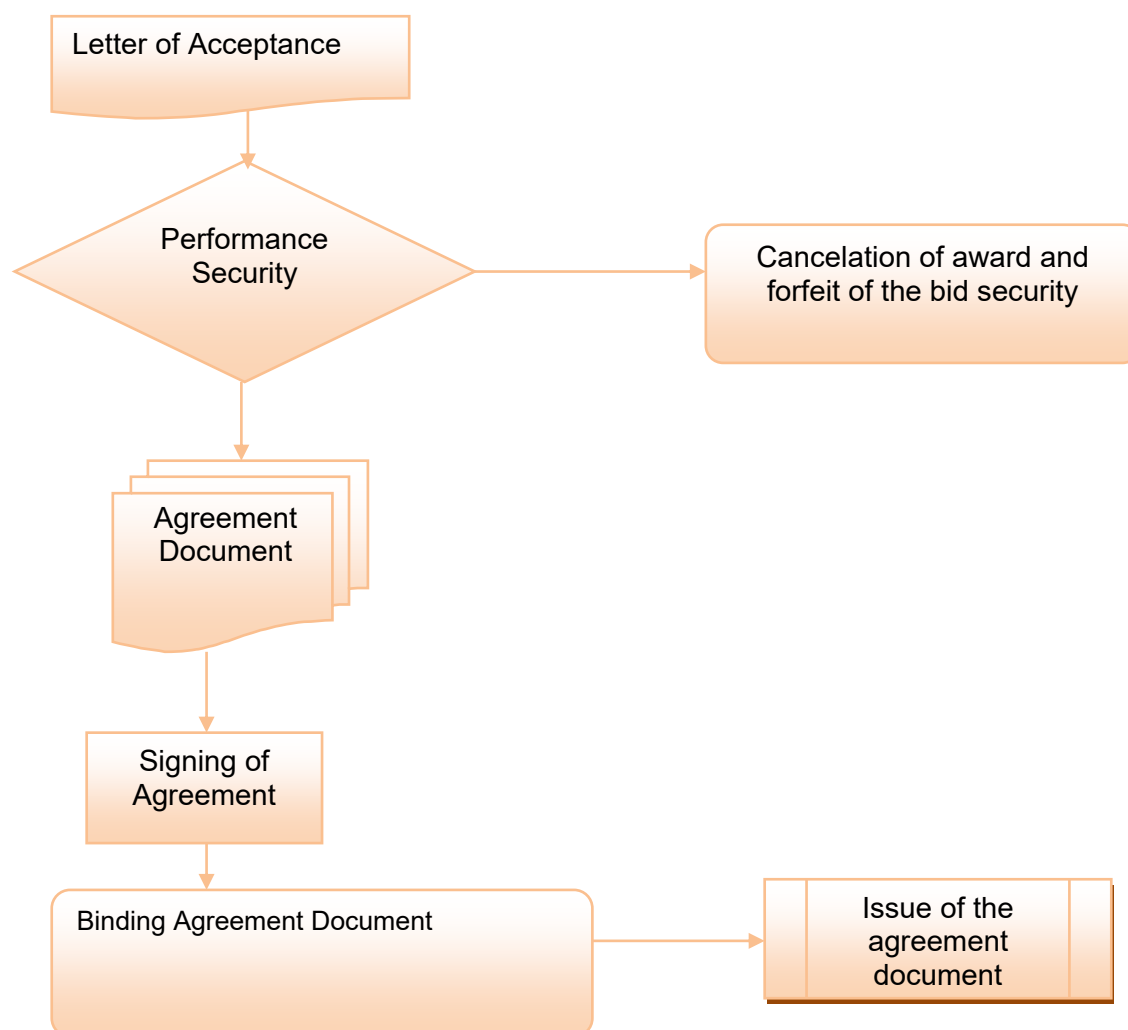 Letter of Acceptance
Performance
Security
Cancelation of award and
forfeit of the bid security
Agreement
Document
Signing of
Agreement
Binding Agreement Document
Issue of the
agreement
document